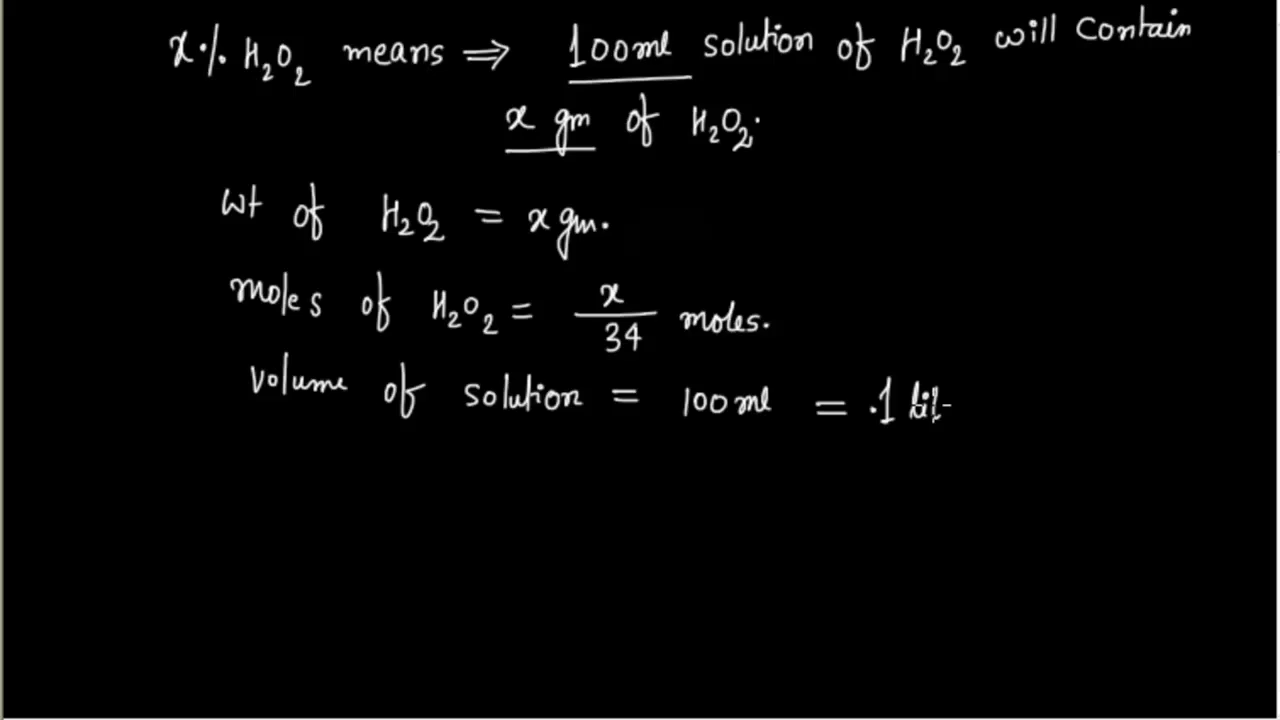 x % H₂O₂ means ⇒ 100ml solution of H₂O₂ will contain
x gm of H₂O₂.
wt of H₂O₂ = x gm.
moles of H₂O₂ = x/34 moles.
volume of solution = 100ml = .1 lit